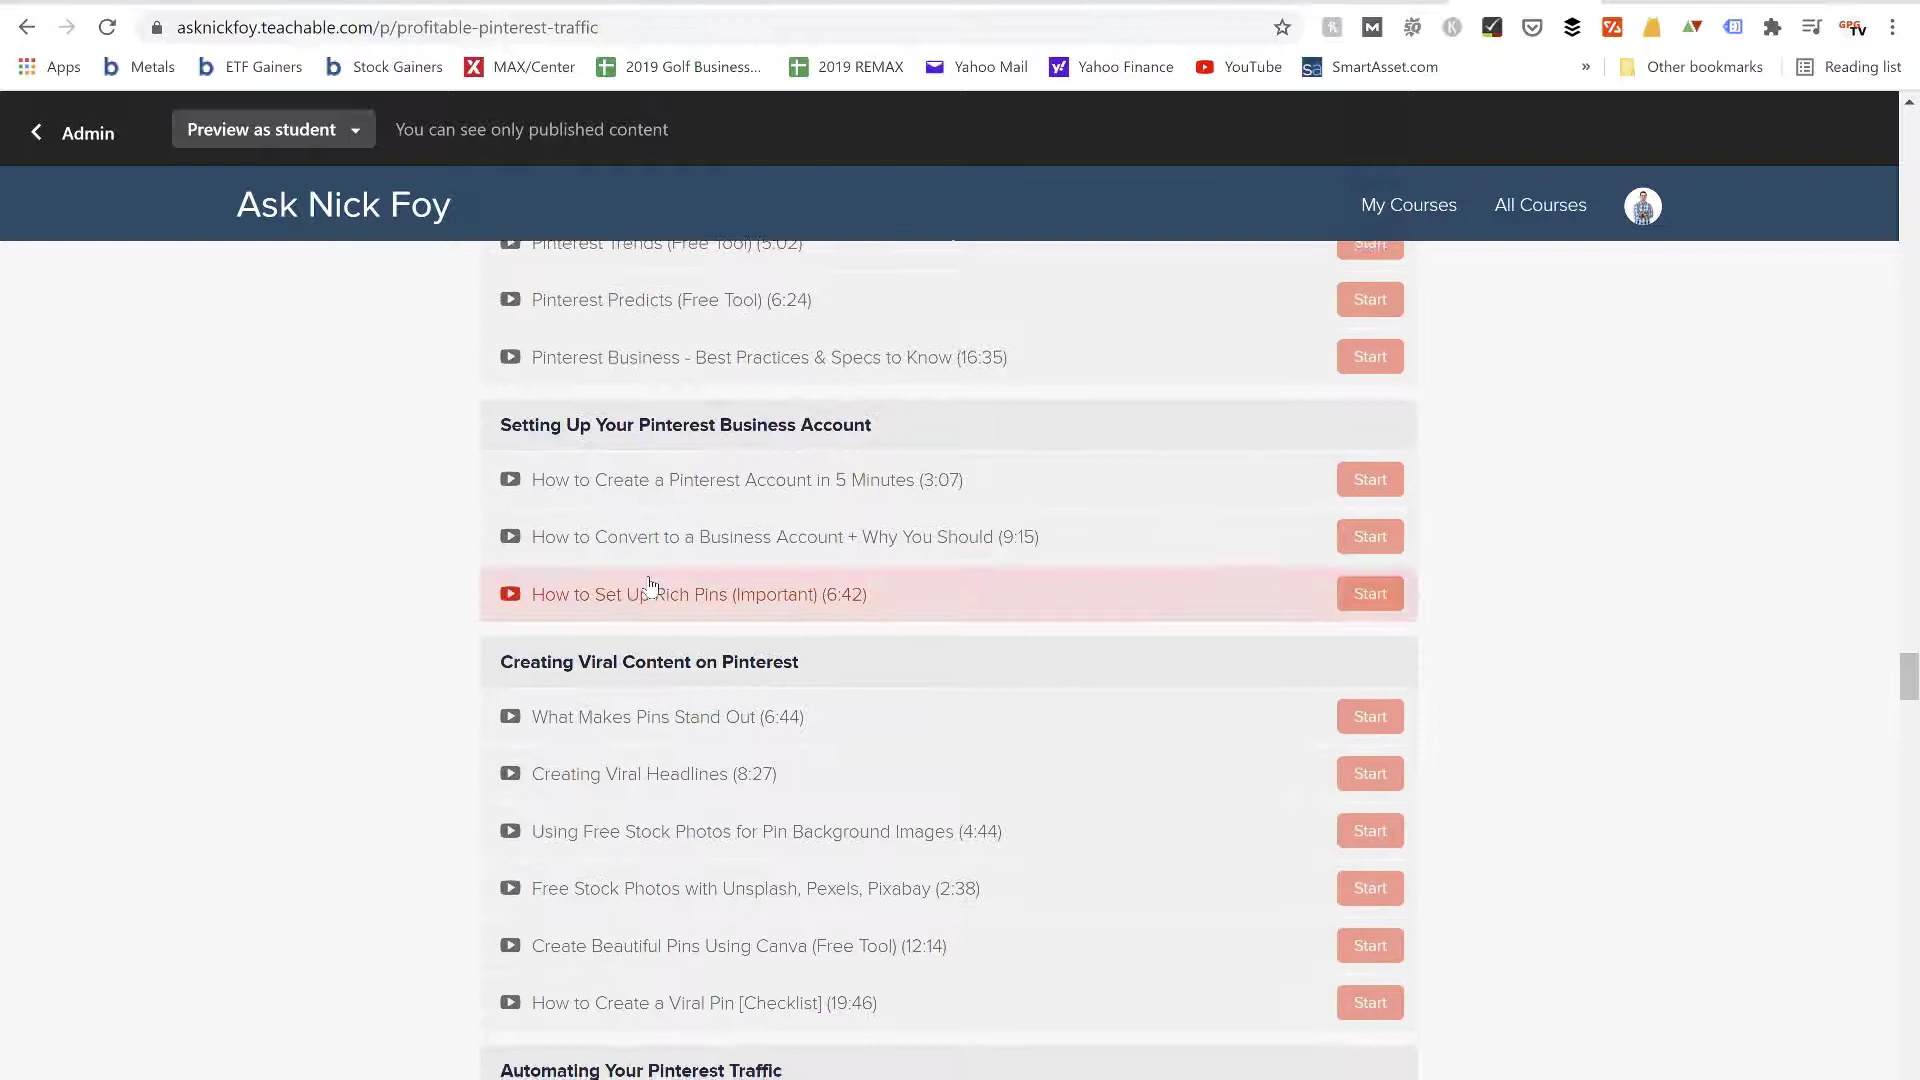 asknickfoy.teachable.com/p/profitable-pinterest-traffic
Apps Metals ETF Gainers Stock Gainers MAX/Center 2019 Golf Business... 2019 REMAX Yahoo Mail Yahoo Finance YouTube SmartAsset.com » Other bookmarks Reading list
Admin Preview as student You can see only published content
Ask Nick Foy My Courses All Courses
Pinterest Trends (Free Tool) (5:02) Start
Pinterest Predicts (Free Tool) (6:24) Start
Pinterest Business - Best Practices & Specs to Know (16:35) Start
Setting Up Your Pinterest Business Account
How to Create a Pinterest Account in 5 Minutes (3:07) Start
How to Convert to a Business Account + Why You Should (9:15) Start
How to Set Up Rich Pins (Important) (6:42) Start
Creating Viral Content on Pinterest
What Makes Pins Stand Out (6:44) Start
Creating Viral Headlines (8:27) Start
Using Free Stock Photos for Pin Background Images (4:44) Start
Free Stock Photos with Unsplash, Pexels, Pixabay (2:38) Start
Create Beautiful Pins Using Canva (Free Tool) (12:14) Start
How to Create a Viral Pin [Checklist] (19:46) Start
Automating Your Pinterest Traffic